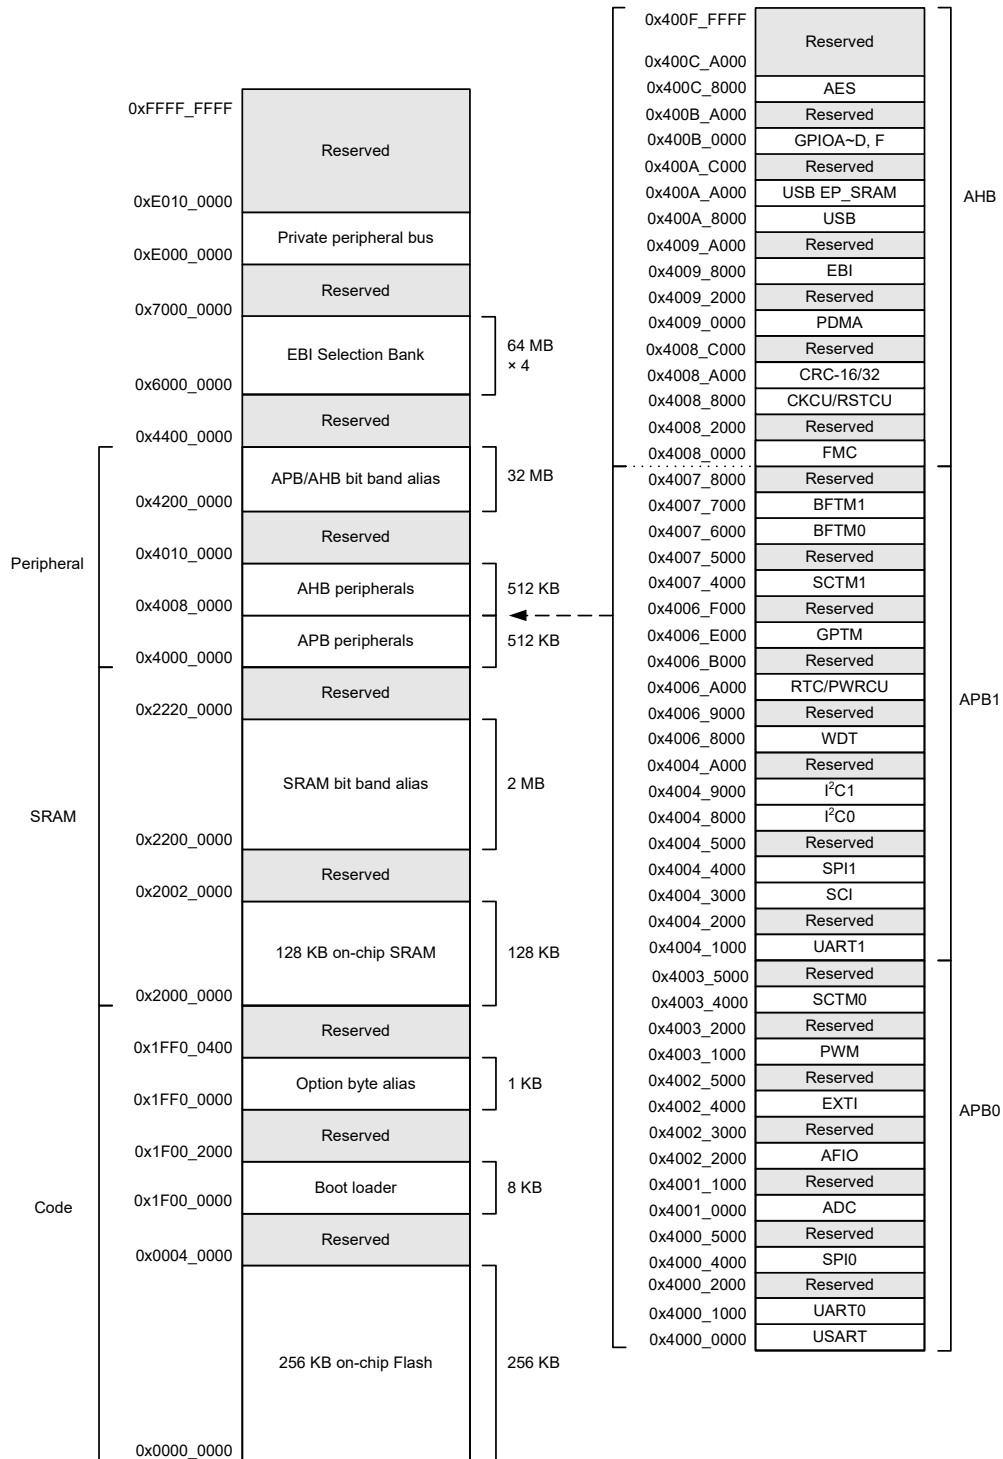 0xFFFF_FFFF
Reserved
0xE010_0000
Private peripheral bus
0xE000_0000
Reserved
0x7000_0000
EBI Selection Bank
64 MB
× 4
0x6000_0000
Reserved
0x4400_0000
APB/AHB bit band alias
32 MB
0x4200_0000
Reserved
0x4010_0000
Peripheral
AHB peripherals
512 KB
0x4008_0000
APB peripherals
512 KB
0x4000_0000
Reserved
0x2220_0000
SRAM bit band alias
2 MB
SRAM
0x2200_0000
Reserved
0x2002_0000
128 KB on-chip SRAM
128 KB
0x2000_0000
Reserved
0x1FF0_0400
Option byte alias
1 KB
0x1FF0_0000
Reserved
0x1F00_2000
Boot loader
8 KB
0x1F00_0000
Code
Reserved
0x0004_0000
256 KB on-chip Flash
256 KB
0x0000_0000
0x400F_FFFF
Reserved
0x400C_A000
0x400C_8000 AES
0x400B_A000 Reserved
0x400B_0000 GPIOA~D, F
0x400A_C000 Reserved
0x400A_A000 USB EP_SRAM
AHB
0x400A_8000 USB
0x4009_A000 Reserved
0x4009_8000 EBI
0x4009_2000 Reserved
0x4009_0000 PDMA
0x4008_C000 Reserved
0x4008_A000 CRC-16/32
0x4008_8000 CKCU/RSTCU
0x4008_2000 Reserved
0x4008_0000 FMC
0x4007_8000 Reserved
0x4007_7000 BFTM1
0x4007_6000 BFTM0
0x4007_5000 Reserved
0x4007_4000 SCTM1
0x4006_F000 Reserved
0x4006_E000 GPTM
0x4006_B000 Reserved
0x4006_A000 RTC/PWRCU
APB1
0x4006_9000 Reserved
0x4006_8000 WDT
0x4004_A000 Reserved
0x4004_9000 I²C1
0x4004_8000 I²C0
0x4004_5000 Reserved
0x4004_4000 SPI1
0x4004_3000 SCI
0x4004_2000 Reserved
0x4004_1000 UART1
0x4003_5000 Reserved
0x4003_4000 SCTM0
0x4003_2000 Reserved
0x4003_1000 PWM
0x4002_5000 Reserved
0x4002_4000 EXTI
APB0
0x4002_3000 Reserved
0x4002_2000 AFIO
0x4001_1000 Reserved
0x4001_0000 ADC
0x4000_5000 Reserved
0x4000_4000 SPI0
0x4000_2000 Reserved
0x4000_1000 UART0
0x4000_0000 USART